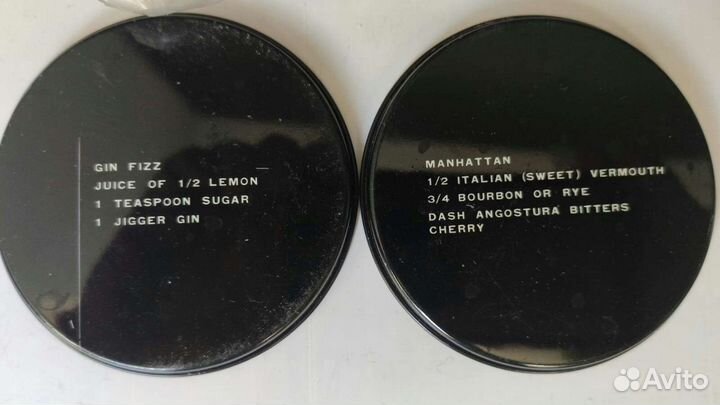 GIN FIZZ
JUICE OF 1/2 LEMON
1 TEASPOON SUGAR
1 JIGGER GIN
MANHATTAN
1/2 ITALIAN (SWEET) VERMOUTH
3/4 BOURBON OR RYE
DASH ANGOSTURA BITTERS
CHERRY
Avito